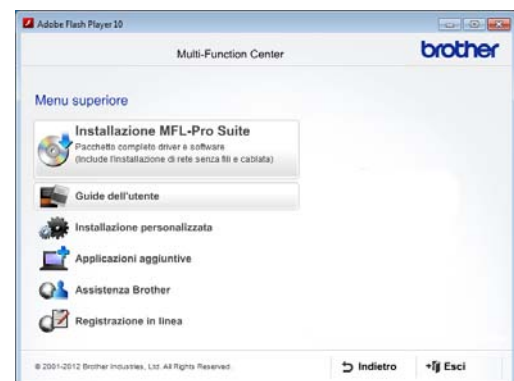 Adobe Flash Player 10
Multi-Function Center
brother
Menu superiore
Installazione MFL-Pro Suite
Pacchetto completo driver e software
(Include l'installazione di rete senza fili e cablata)
Guide dell'utente
Installazione personalizzata
Applicazioni aggiuntive
Assistenza Brother
Registrazione in linea
© 2001-2012 Brother Industries, Ltd. All Rights Reserved.
Indietro
Esci